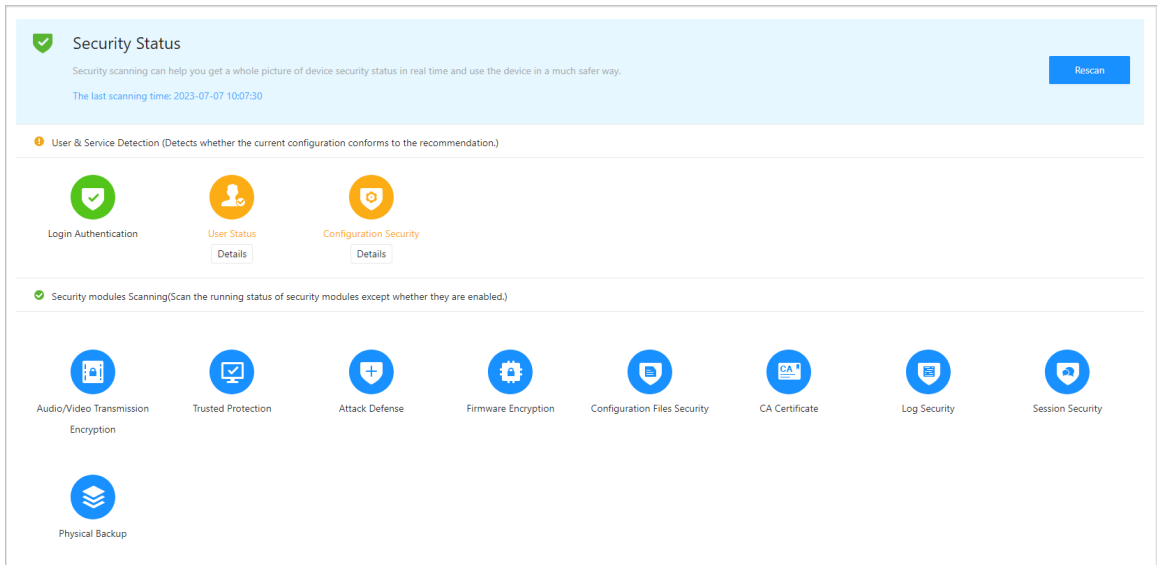 Security Status
Security scanning can help you get a whole picture of device security status in real time and use the device in a much safer way.
Rescan
The last scanning time: 2023-07-07 10:07:30
User & Service Detection (Detects whether the current configuration conforms to the recommendation.)
Login Authentication
User Status
Configuration Security
Details
Details
Security modules Scanning(Scan the running status of security modules except whether they are enabled.)
CA
Audio/Video Transmission
Encryption
Trusted Protection
Attack Defense
Firmware Encryption
Configuration Files Security
CA Certificate
Log Security
Session Security
Physical Backup